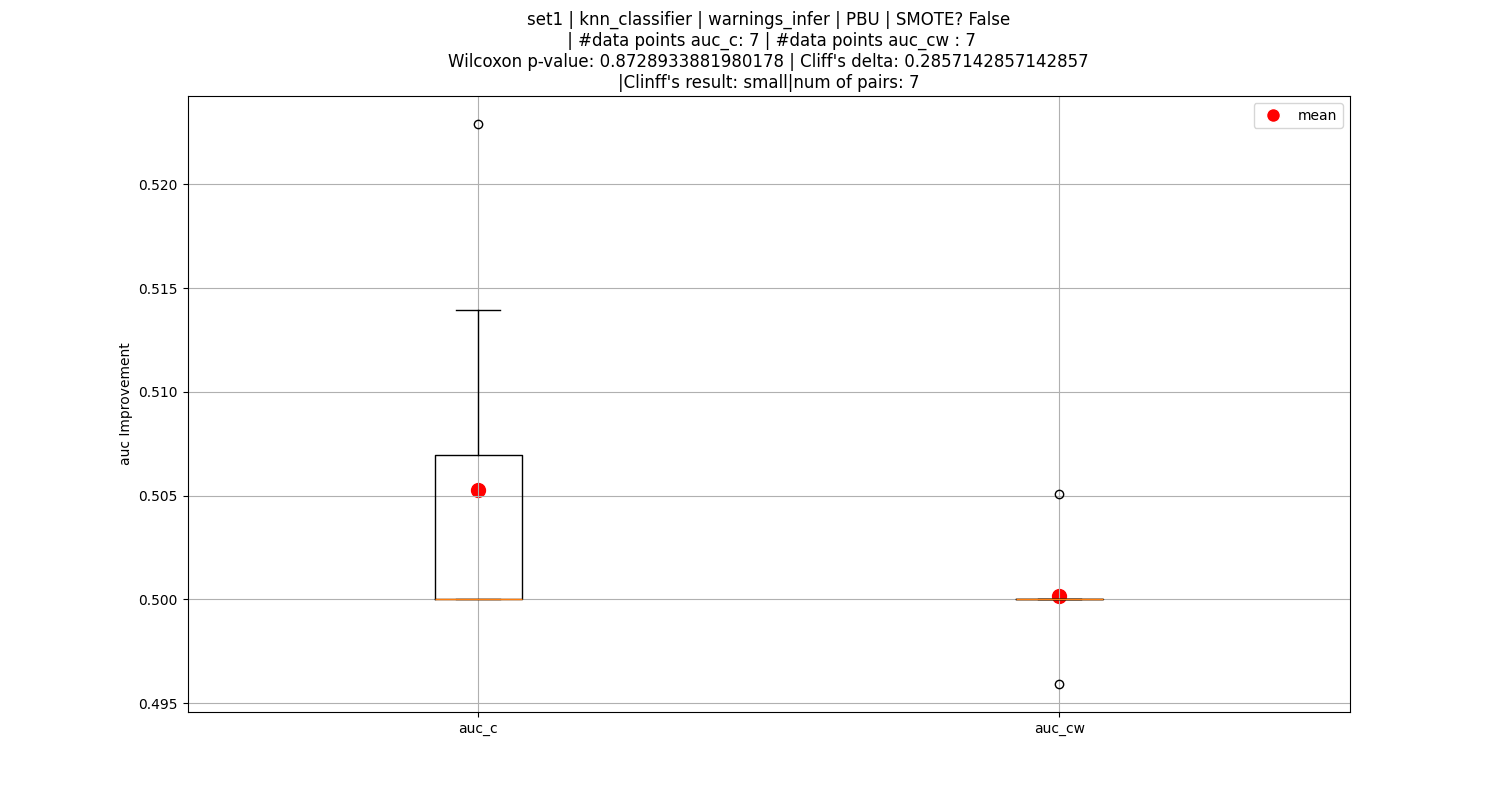 set1 | knn_classifier | warnings_infer | PBU | SMOTE? False
| #data points auc_c: 7 | #data points auc_cw : 7
Wilcoxon p-value: 0.8728933881980178 | Cliff's delta: 0.2857142857142857
|Clinff's result: small|num of pairs: 7
mean
0.520
0.515
0.510
0.505
0.500
0.495
auc Improvement
auc_c
auc_cw